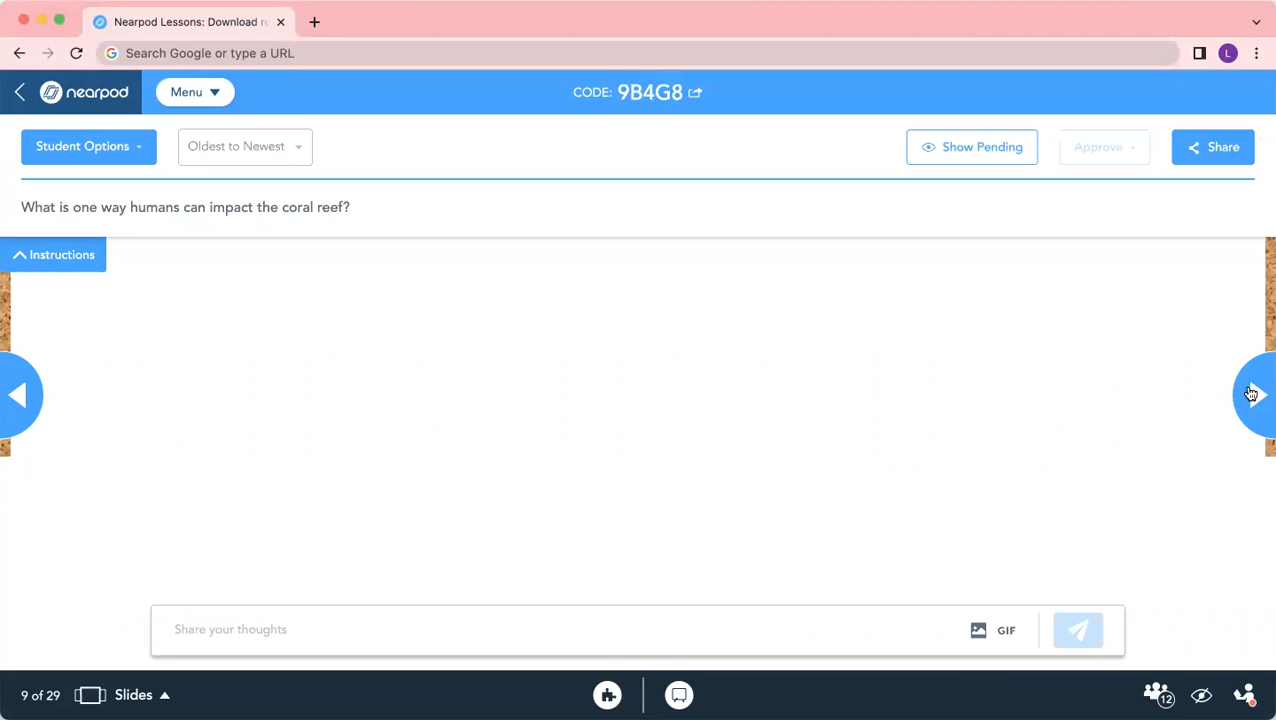 Nearpod Lessons: Download r
Search Google or type a URL
L
nearpod
Menu
CODE: 9B4G8
Student Options
Oldest to Newest
Show Pending
Approve
Share
What is one way humans can impact the coral reef?
Instructions
Share your thoughts
GIF
9 of 29
Slides
12